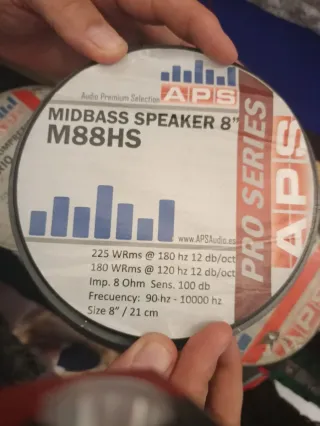 Audio Premium Selection
APS
MIDBASS SPEAKER 8"
M88HS
PRO SERIES
APS
www.APSAudio.es
225 WRms @ 180 hz 12 db/oct
180 WRms @ 120 hz 12 db/oct
Imp. 8 Ohm Sens. 100 db
Frecuency: 90-hz - 10000 hz
Size 8" / 21 cm